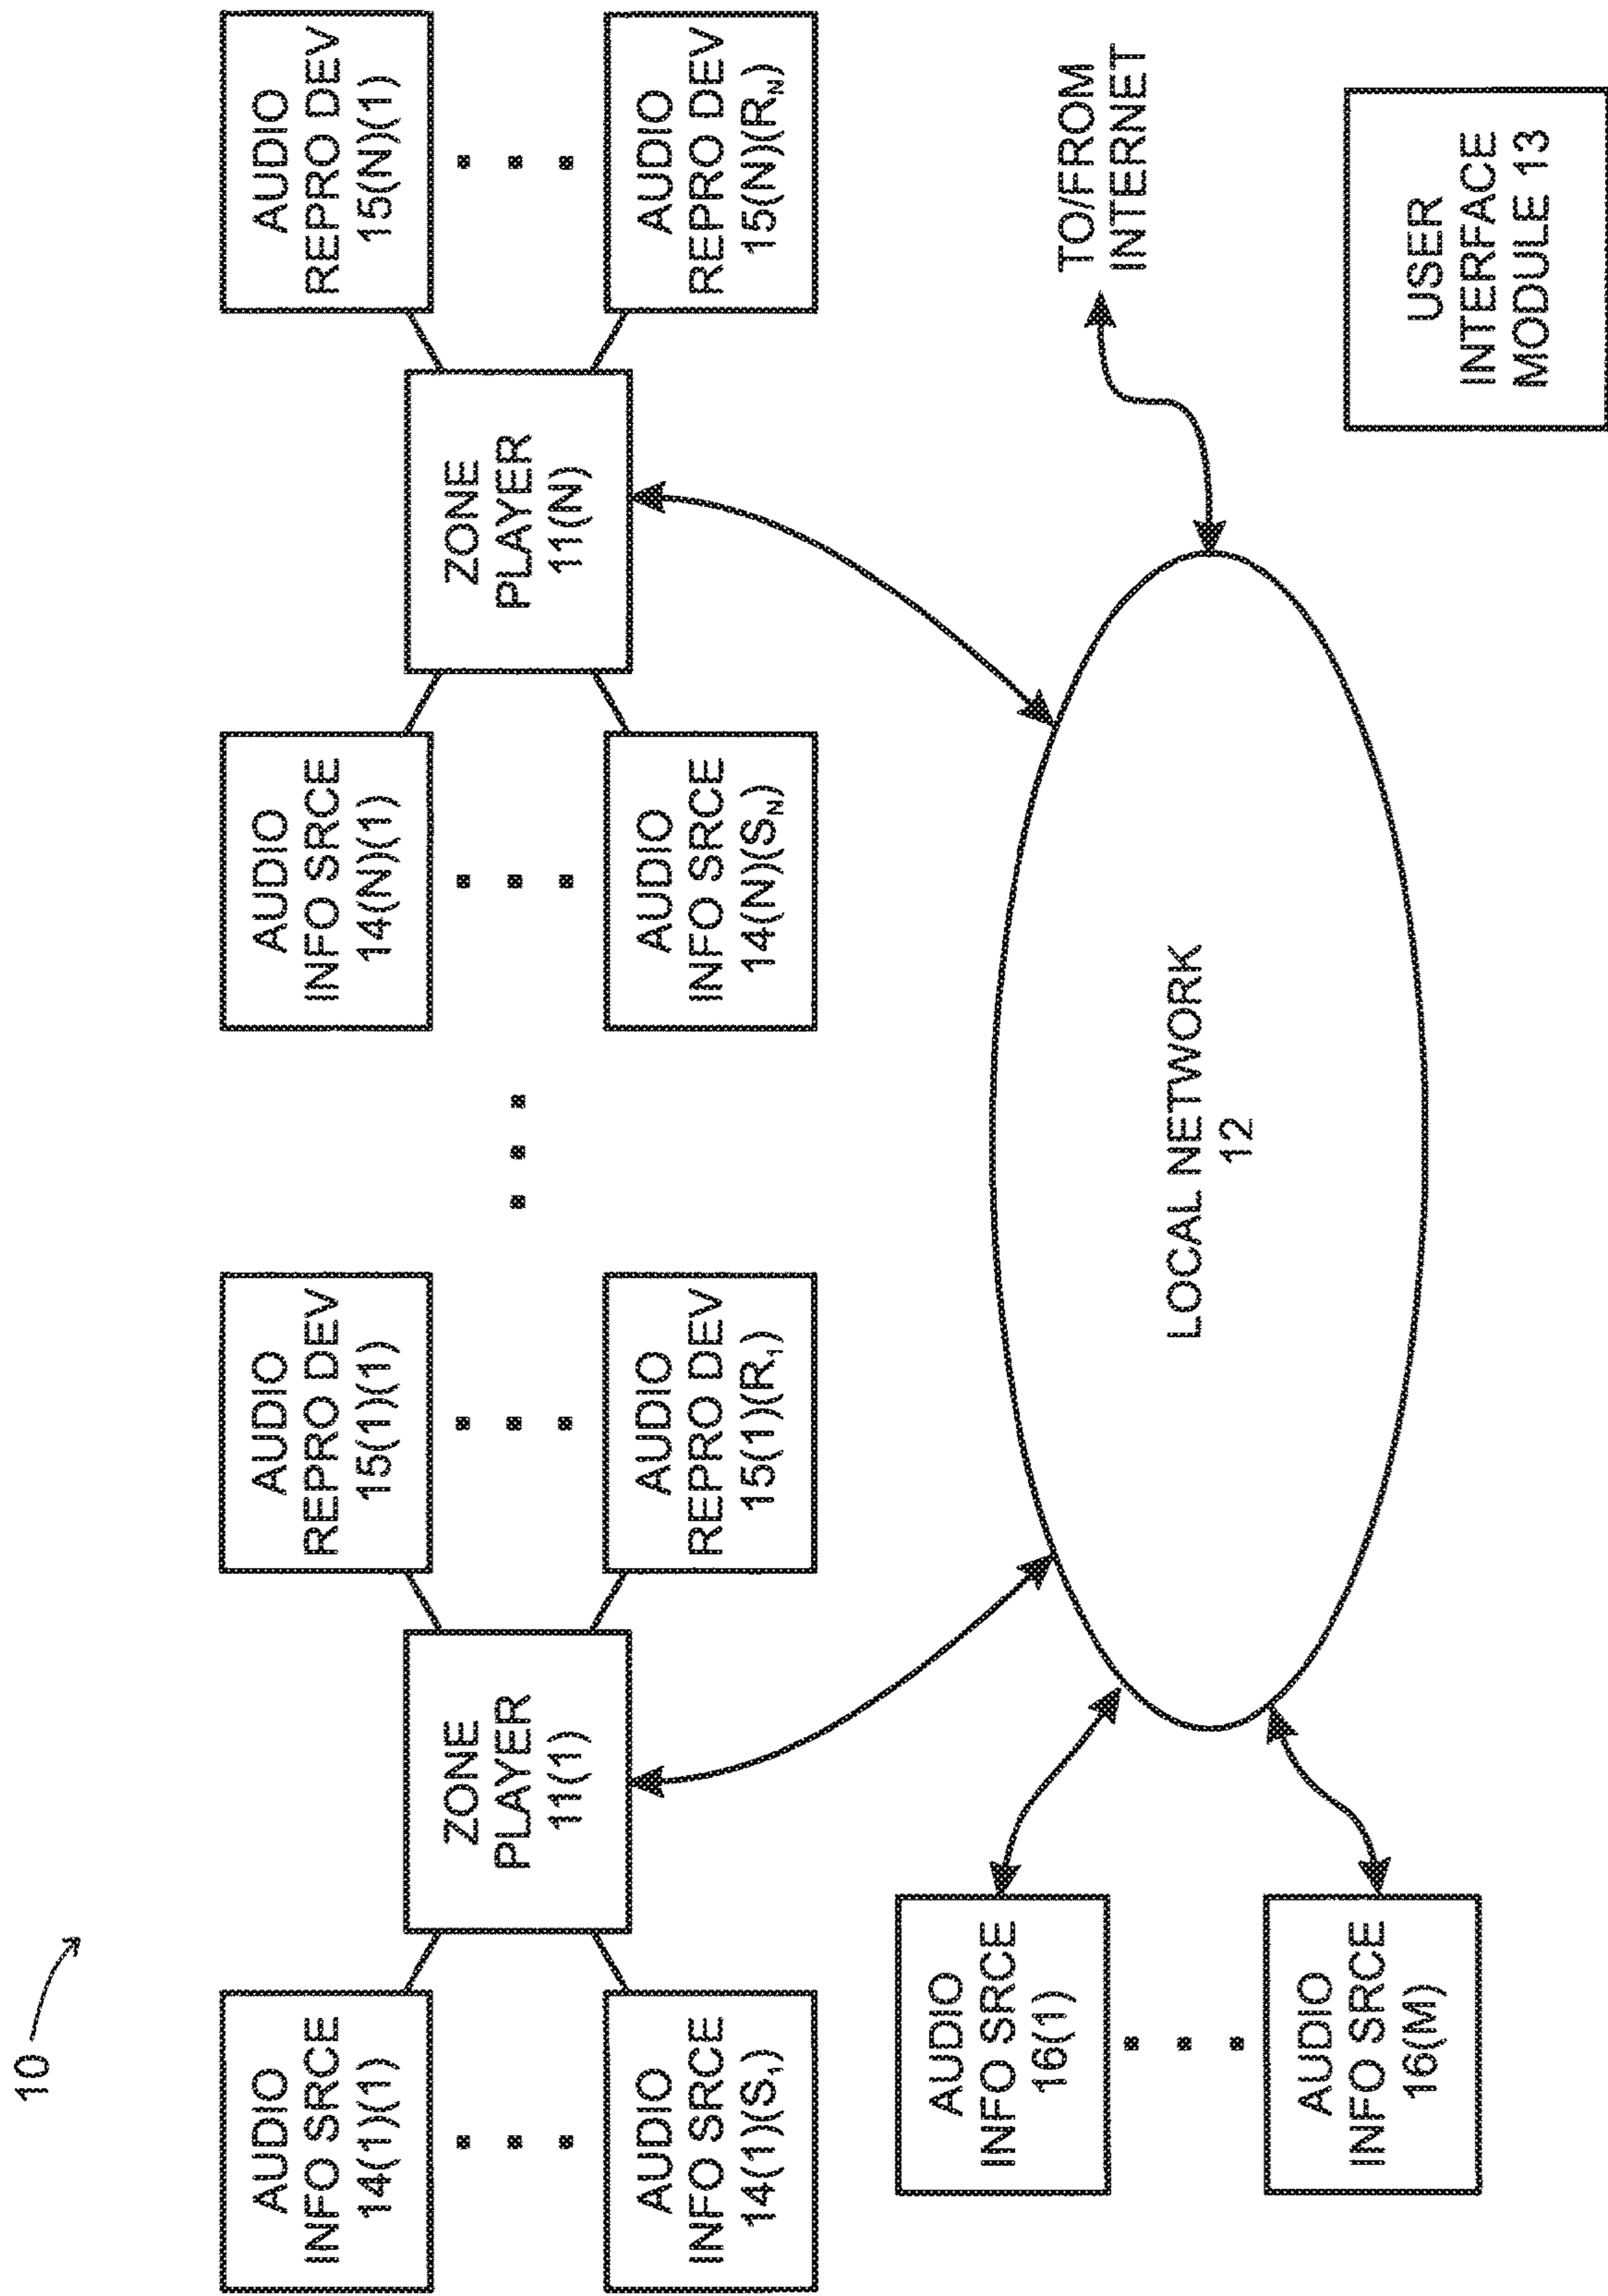 10
AUDIO
INFO SRCE
14(1)(1)
AUDIO
INFO SRCE
14(1)(S₁)
ZONE
PLAYER
11(1)
AUDIO
REPRO DEV
15(1)(1)
AUDIO
REPRO DEV
15(1)(R₁)
AUDIO
INFO SRCE
14(N)(1)
AUDIO
INFO SRCE
14(N)(S_N)
ZONE
PLAYER
11(N)
AUDIO
REPRO DEV
15(N)(1)
AUDIO
REPRO DEV
15(N)(R_N)
AUDIO
INFO SRCE
16(1)
AUDIO
INFO SRCE
16(M)
LOCAL NETWORK
12
TO/FROM
INTERNET
USER
INTERFACE
MODULE 13